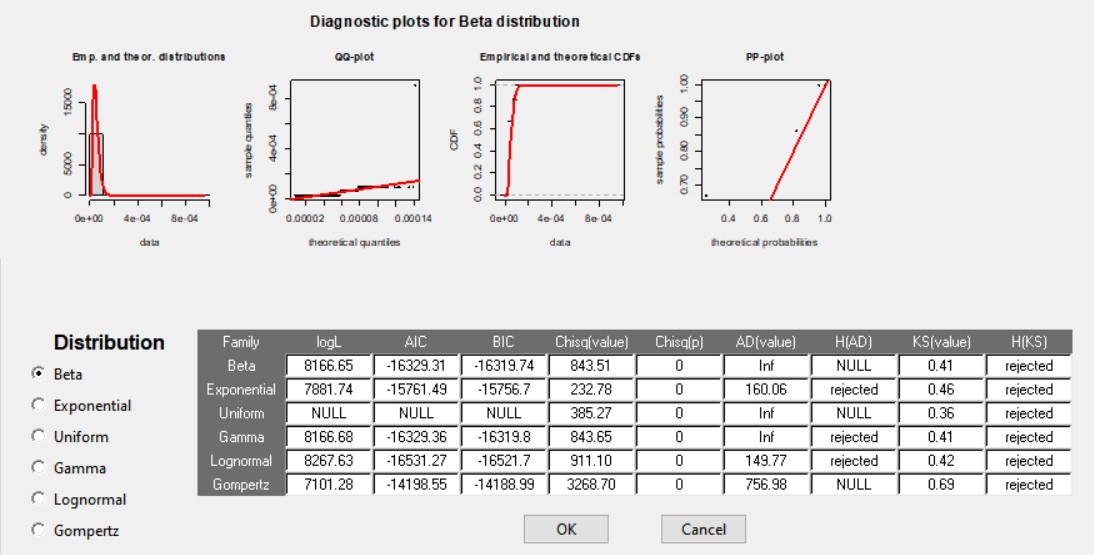 Diagnostic plots for Beta distribution
Emp. and theor. distributions
QQ-plot
Empirical and theoretical CDFs
PP-plot
density
0 5000 15000
0e+00 4e-04 8e-04
data
sample quantiles
0e+00 4e-04 8e-04
0.00002 0.00008 0.00014
theoretical quantiles
CDF
0.0 0.2 0.4 0.6 0.8 1.0
0e+00 4e-04 8e-04
data
sample probabilities
0.70 0.80 0.90 1.00
0.4 0.6 0.8 1.0
theoretical probabilities
Distribution
Beta
Exponential
Uniform
Gamma
Lognormal
Gompertz
Family logL AIC BIC Chisq(value) Chisq(p) AD(value) H(AD) KS(value) H(KS)
Beta 8166.65 -16329.31 -16319.74 843.51 0 Inf NULL 0.41 rejected
Exponential 7881.74 -15761.49 -15756.7 232.78 0 160.06 rejected 0.46 rejected
Uniform NULL NULL NULL 385.27 0 Inf NULL 0.36 rejected
Gamma 8166.68 -16329.36 -16319.8 843.65 0 Inf rejected 0.41 rejected
Lognormal 8267.63 -16531.27 -16521.7 911.10 0 149.77 rejected 0.42 rejected
Gompertz 7101.28 -14198.55 -14188.99 3268.70 0 756.98 NULL 0.69 rejected
OK Cancel